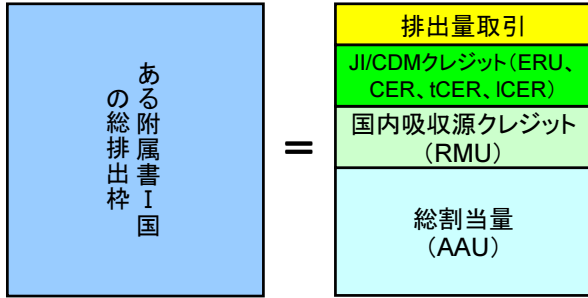 ある附属書Ⅰ国
の総排出枠
=
排出量取引
JI/CDMクレジット(ERU、
CER、tCER、lCER)
国内吸収源クレジット
(RMU)
総割当量
(AAU)